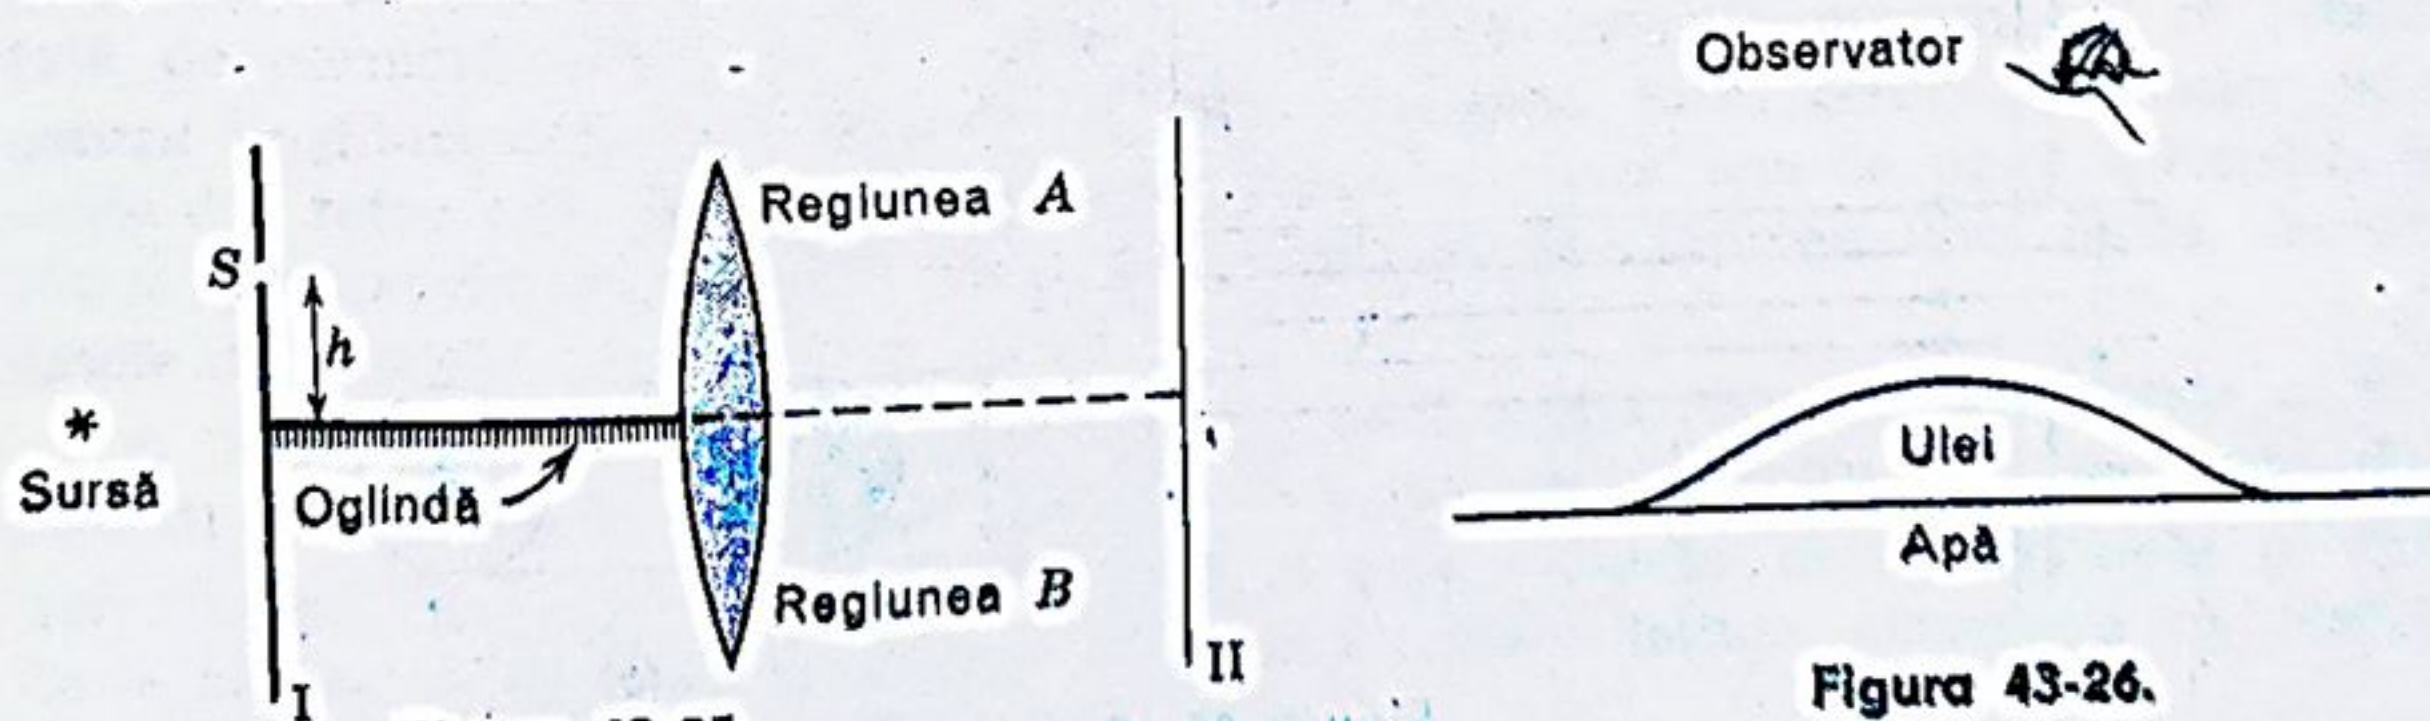 Observator
Regiunea A
S
h
*
Sursă
Oglindă
Ulei
Apă
Regiunea B
I
II
Figura 43-26.